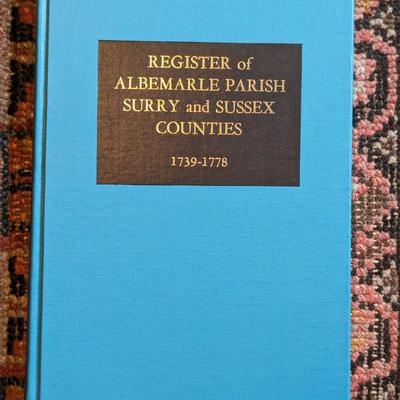 REGISTER of
ALBEMARLE PARISH
SURRY and SUSSEX
COUNTIES
1739-1778